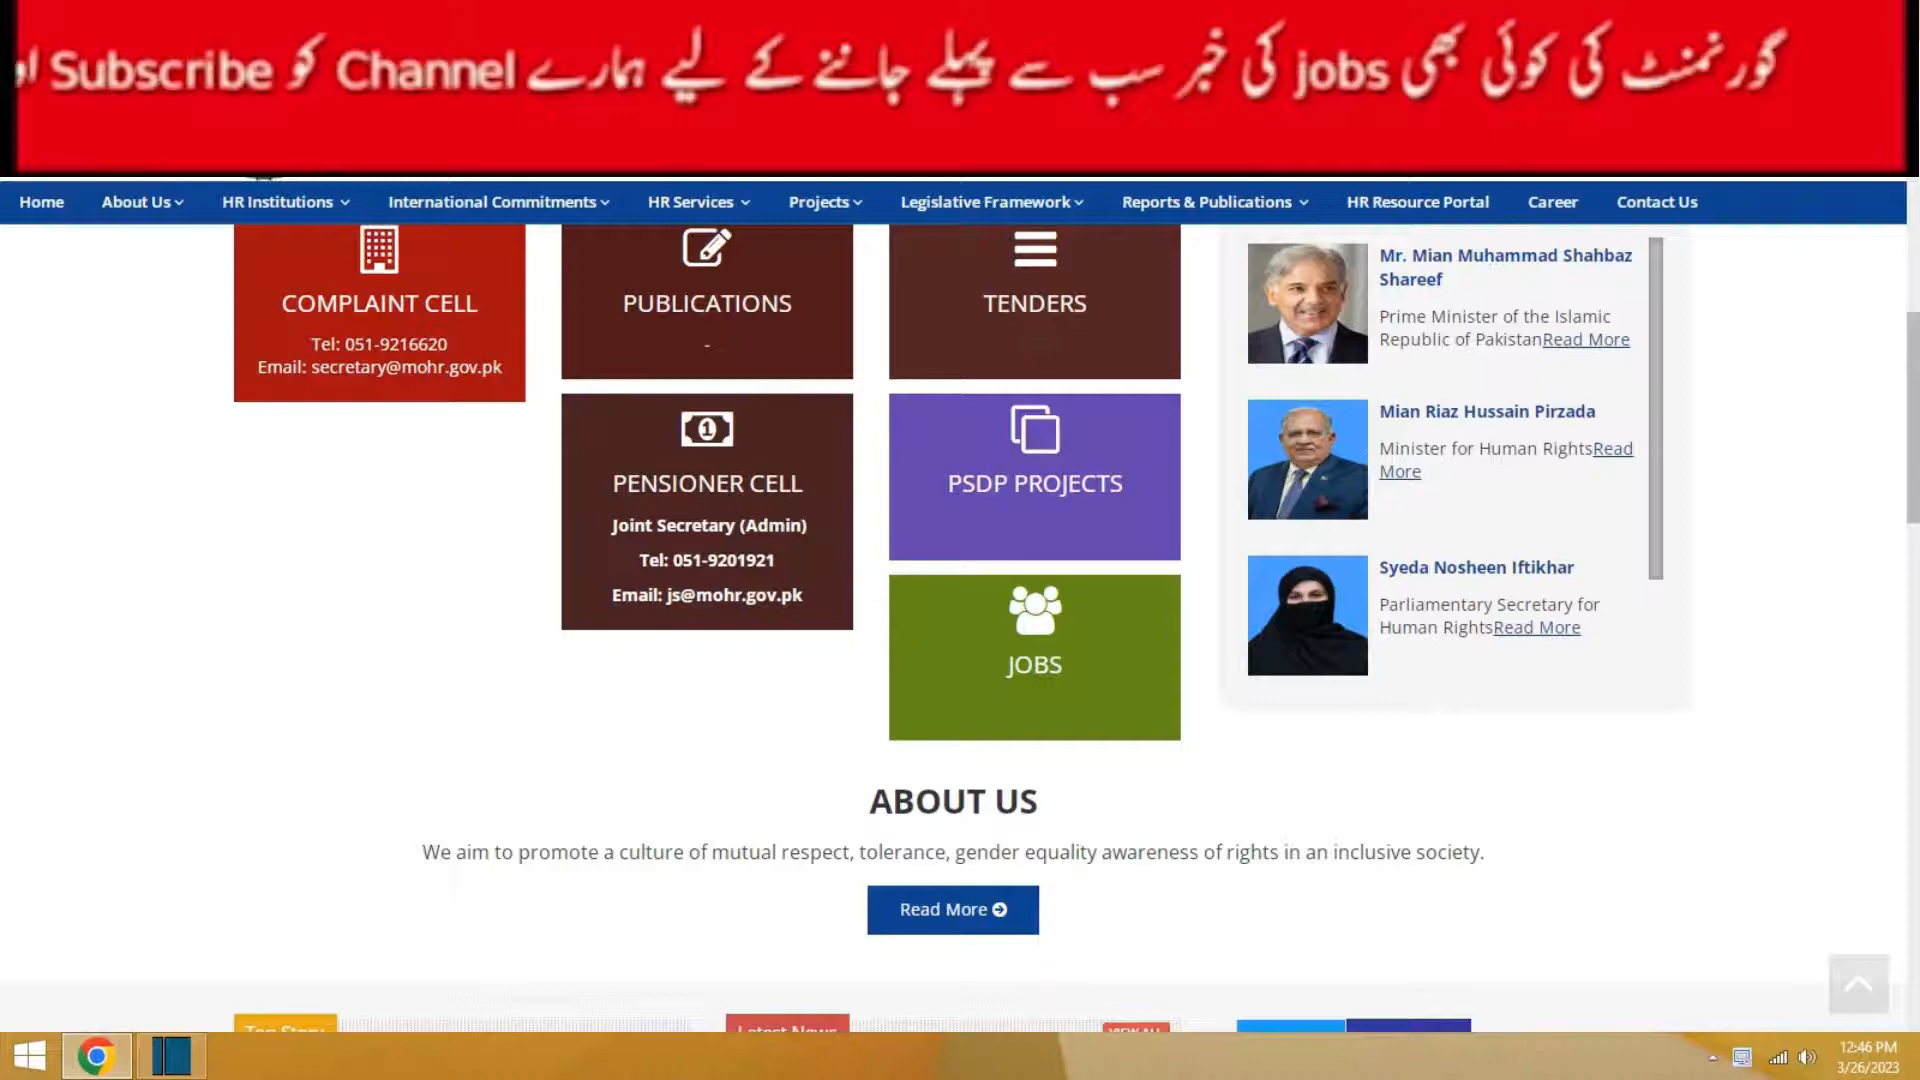 گورنمنٹ کی کوئی بھی jobs کی خبر سب سے پہلے جاننے کے لیے ہمارے Channel کو Subscribe
Home About Us HR Institutions International Commitments HR Services Projects Legislative Framework Reports & Publications HR Resource Portal Career Contact Us
COMPLAINT CELL
Tel: 051-9216620
Email: secretary@mohr.gov.pk
PUBLICATIONS
-
TENDERS
PENSIONER CELL
Joint Secretary (Admin)
Tel: 051-9201921
Email: js@mohr.gov.pk
PSDP PROJECTS
JOBS
Mr. Mian Muhammad Shahbaz
Shareef
Prime Minister of the Islamic
Republic of PakistanRead More
Mian Riaz Hussain Pirzada
Minister for Human RightsRead
More
Syeda Nosheen Iftikhar
Parliamentary Secretary for
Human RightsRead More
ABOUT US
We aim to promote a culture of mutual respect, tolerance, gender equality awareness of rights in an inclusive society.
Read More
Top Story
Latest News
VIEW ALL
12:46 PM
3/26/2023